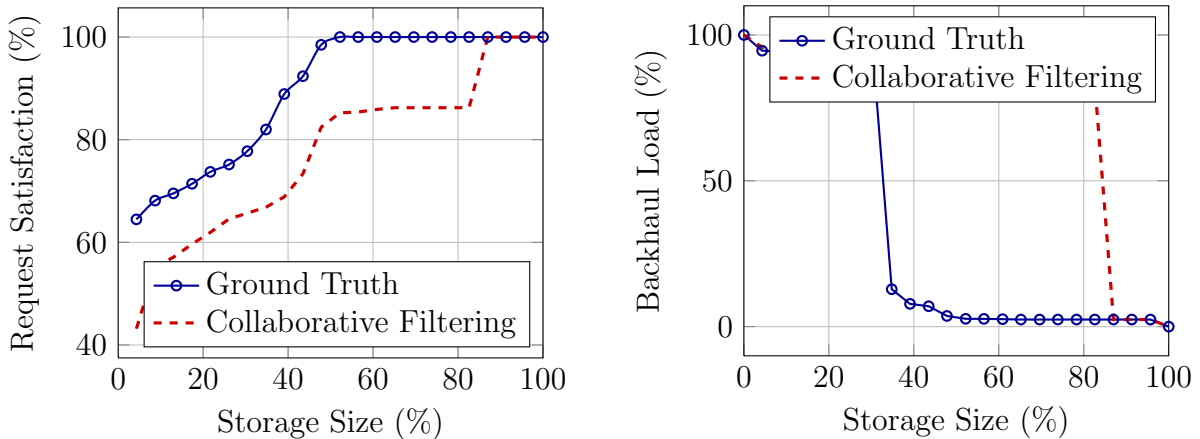 Request Satisfaction (%)
100
80
60
40
Ground Truth
Collaborative Filtering
0 20 40 60 80 100
Storage Size (%)
Backhaul Load (%)
100
50
0
Ground Truth
Collaborative Filtering
0 20 40 60 80 100
Storage Size (%)